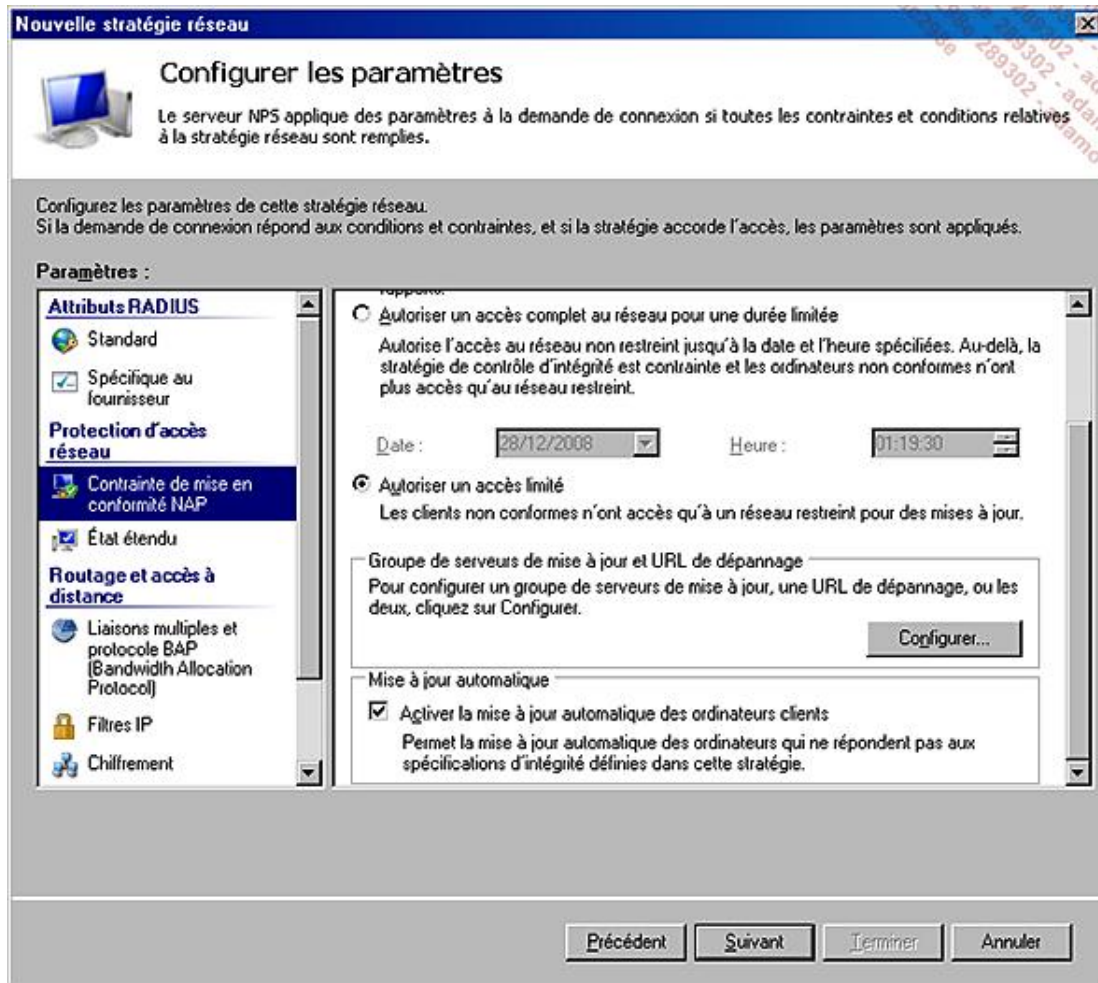 Nouvelle stratégie réseau
Configurer les paramètres
Le serveur NPS applique des paramètres à la demande de connexion si toutes les contraintes et conditions relatives
à la stratégie réseau sont remplies.
Configurez les paramètres de cette stratégie réseau.
Si la demande de connexion répond aux conditions et contraintes, et si la stratégie accorde l'accès, les paramètres sont appliqués.
Paramètres :
Attributs RADIUS
Standard
Spécifique au
fournisseur
Protection d'accès
réseau
Contrainte de mise en
conformité NAP
État étendu
Routage et accès à
distance
Liaisons multiples et
protocole BAP
(Bandwidth Allocation
Protocol)
Filtres IP
Chiffrement
rapports.
Autoriser un accès complet au réseau pour une durée limitée
Autorise l'accès au réseau non restreint jusqu'à la date et l'heure spécifiées. Au-delà, la
stratégie de contrôle d'intégrité est contrainte et les ordinateurs non conformes n'ont
plus accès qu'au réseau restreint.
Date : 28/12/2008 Heure : 01:19:30
Autoriser un accès limité
Les clients non conformes n'ont accès qu'à un réseau restreint pour des mises à jour.
Groupe de serveurs de mise à jour et URL de dépannage
Pour configurer un groupe de serveurs de mise à jour, une URL de dépannage, ou les
deux, cliquez sur Configurer.
Configurer...
Mise à jour automatique
Activer la mise à jour automatique des ordinateurs clients
Permet la mise à jour automatique des ordinateurs qui ne répondent pas aux
spécifications d'intégrité définies dans cette stratégie.
Précédent Suivant Terminer Annuler